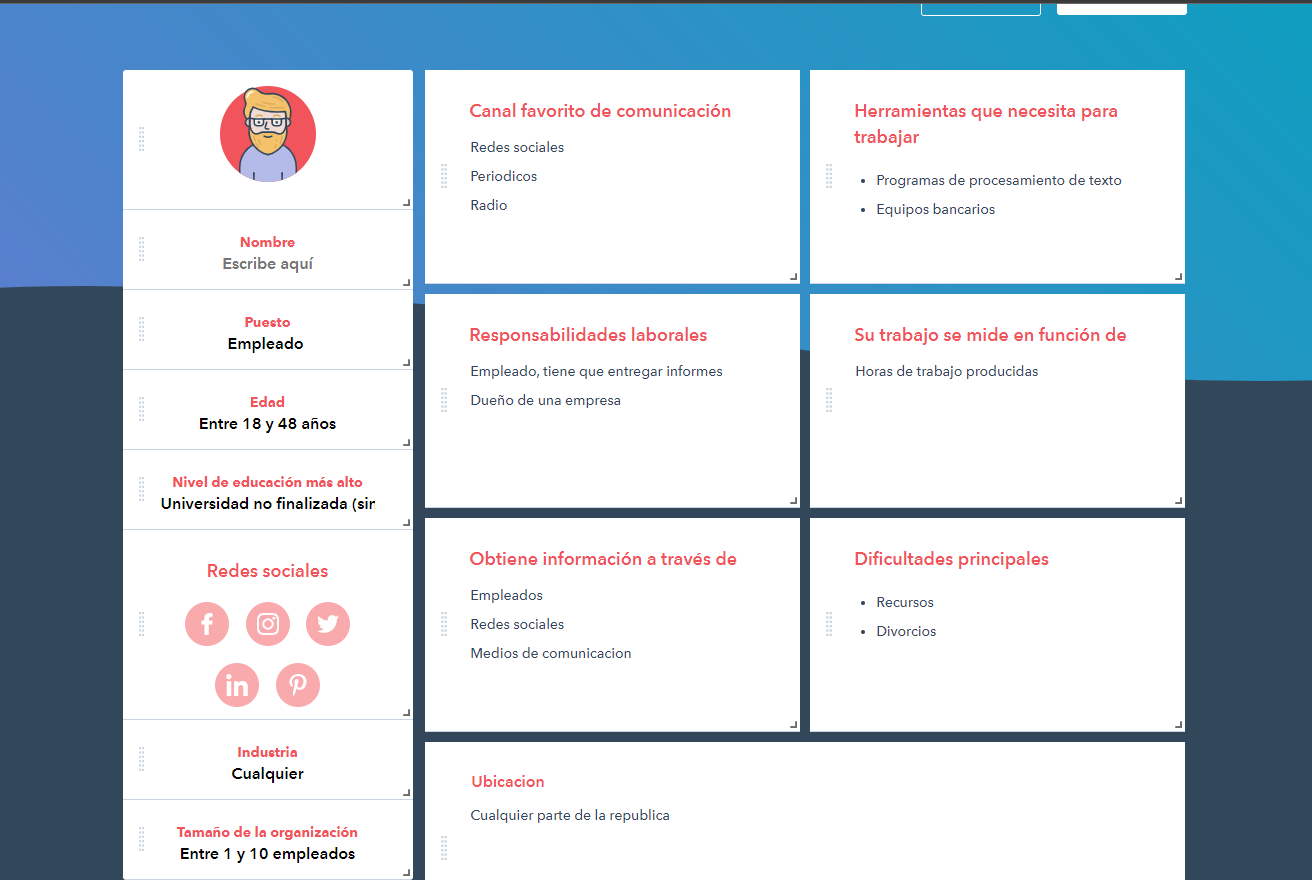 Nombre
Escribe aquí
Puesto
Empleado
Edad
Entre 18 y 48 años
Nivel de educación más alto
Universidad no finalizada (sin
Redes sociales
Industria
Cualquier
Tamaño de la organización
Entre 1 y 10 empleados
Canal favorito de comunicación
Redes sociales
Periodicos
Radio
Herramientas que necesita para
trabajar
• Programas de procesamiento de texto
• Equipos bancarios
Responsabilidades laborales
Empleado, tiene que entregar informes
Dueño de una empresa
Su trabajo se mide en función de
Horas de trabajo producidas
Obtiene información a través de
Empleados
Redes sociales
Medios de comunicacion
Dificultades principales
• Recursos
• Divorcios
Ubicacion
Cualquier parte de la republica